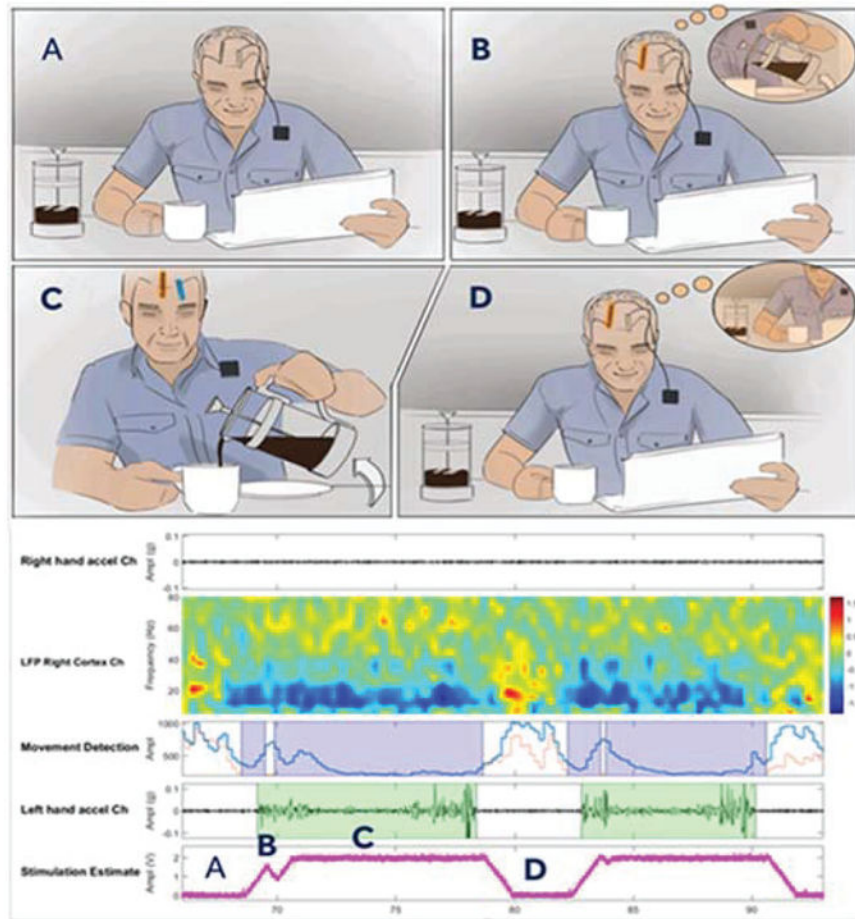 A
B
C
D
Right hand accel Ch
Ampl (g)
0.1
0
-0.1
LFP Right Cortex Ch
Frequency (Hz)
80
60
40
20
Movement Detection
Ampl
1000
500
Left hand accel Ch
Ampl (g)
0.1
0
-0.1
Stimulation Estimate
Ampl (V)
2
0
A
B
C
D
70
75
80
85
90